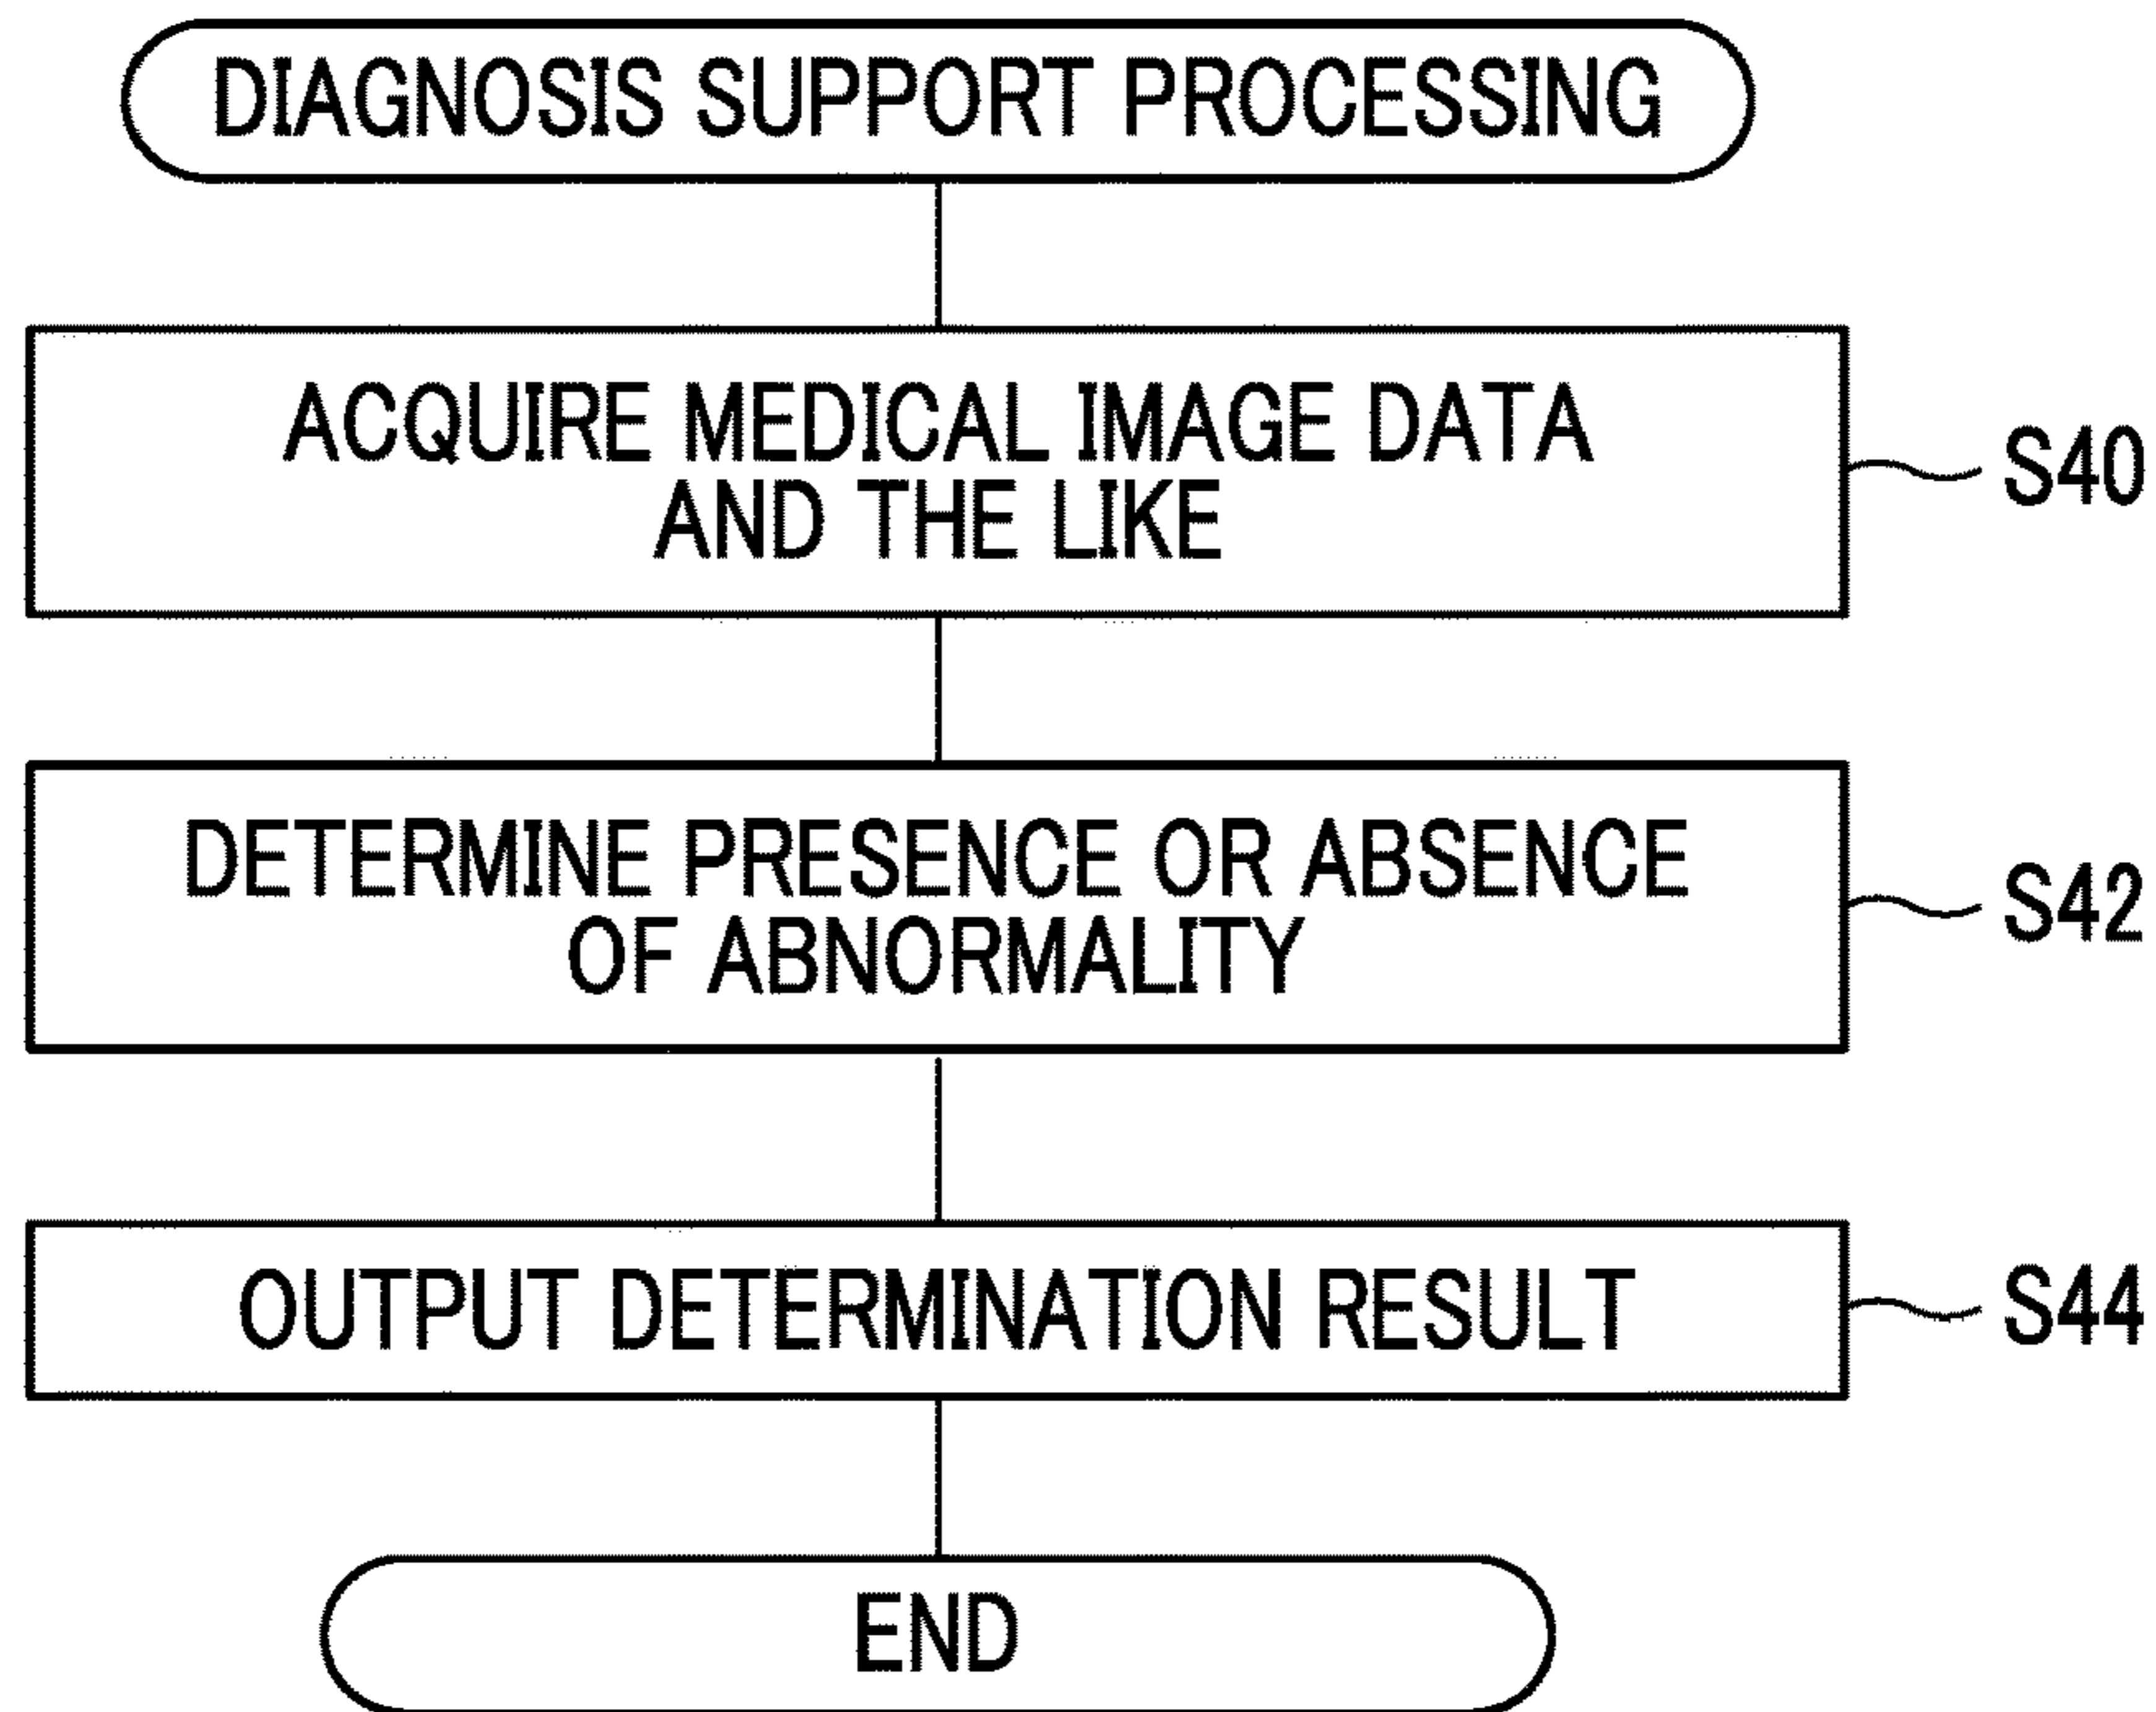 DIAGNOSIS SUPPORT PROCESSING
ACQUIRE MEDICAL IMAGE DATA
AND THE LIKE
S40
DETERMINE PRESENCE OR ABSENCE
OF ABNORMALITY
S42
OUTPUT DETERMINATION RESULT
S44
END